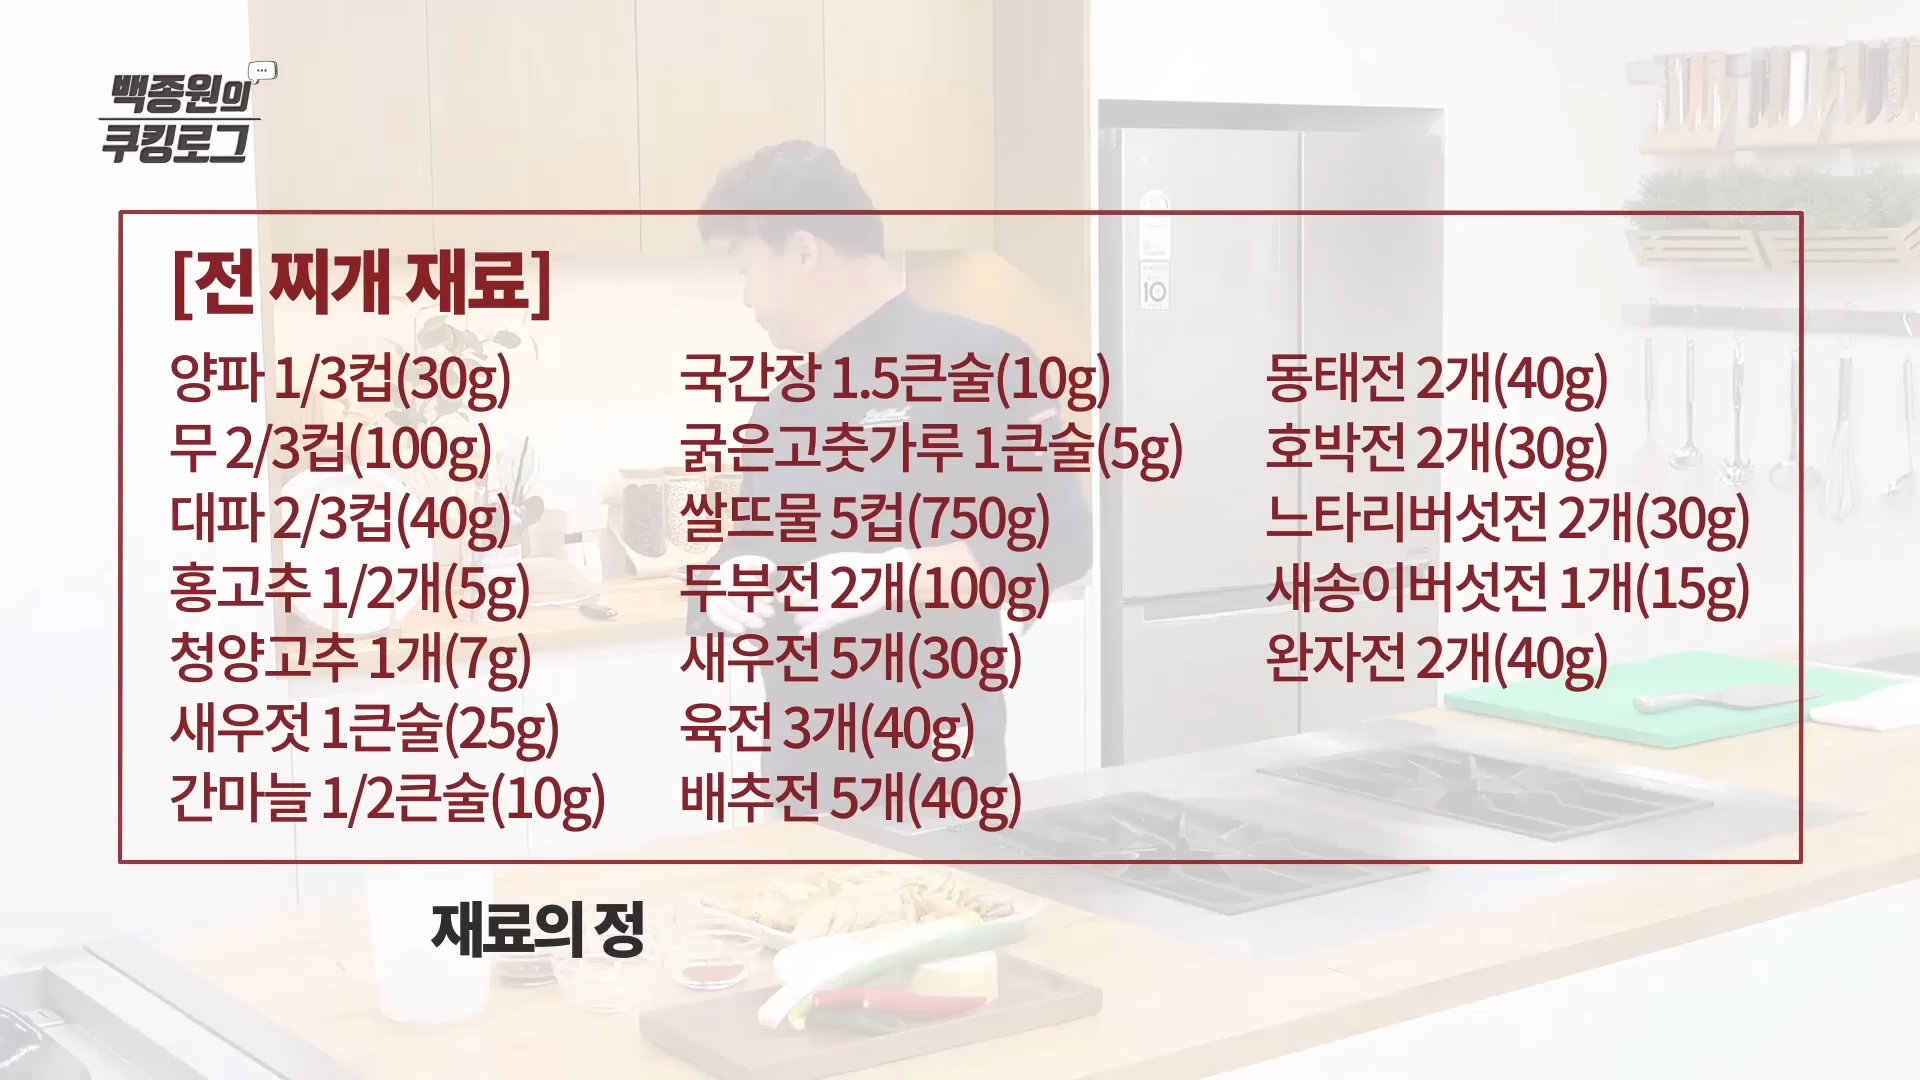 백종원의
쿠킹로그
[전 찌개 재료]
양파 1/3컵(30g)
무 2/3컵(100g)
대파 2/3컵(40g)
홍고추 1/2개(5g)
청양고추 1개(7g)
새우젓 1큰술(25g)
간마늘 1/2큰술(10g)
국간장 1.5큰술(10g)
굵은고춧가루 1큰술(5g)
쌀뜨물 5컵(750g)
두부전 2개(100g)
새우전 5개(30g)
육전 3개(40g)
배추전 5개(40g)
동태전 2개(40g)
호박전 2개(30g)
느타리버섯전 2개(30g)
새송이버섯전 1개(15g)
완자전 2개(40g)
재료의 정
10